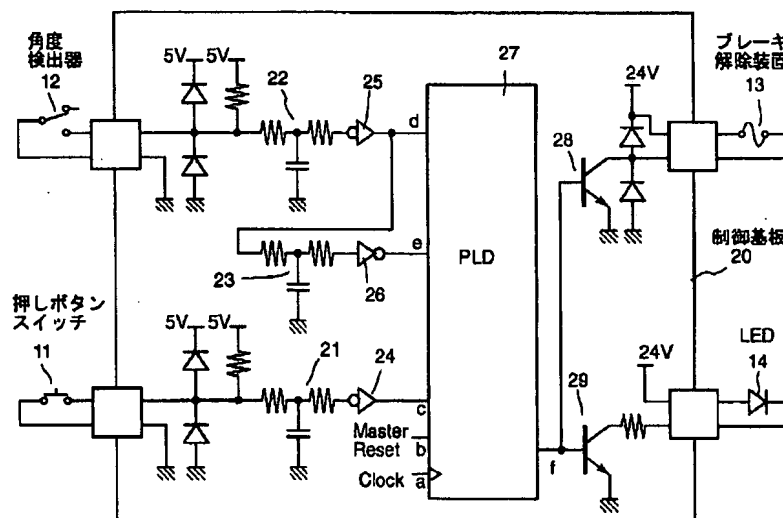 角度
検出器
12
5V
5V
22
25
d
27
24V
ブレーキ
解除装置
13
28
23
26
e
PLD
制御基板
20
押しボタン
スイッチ
11
5V
5V
21
24
c
Master
Reset
b
Clock
a
f
29
24V
LED
14